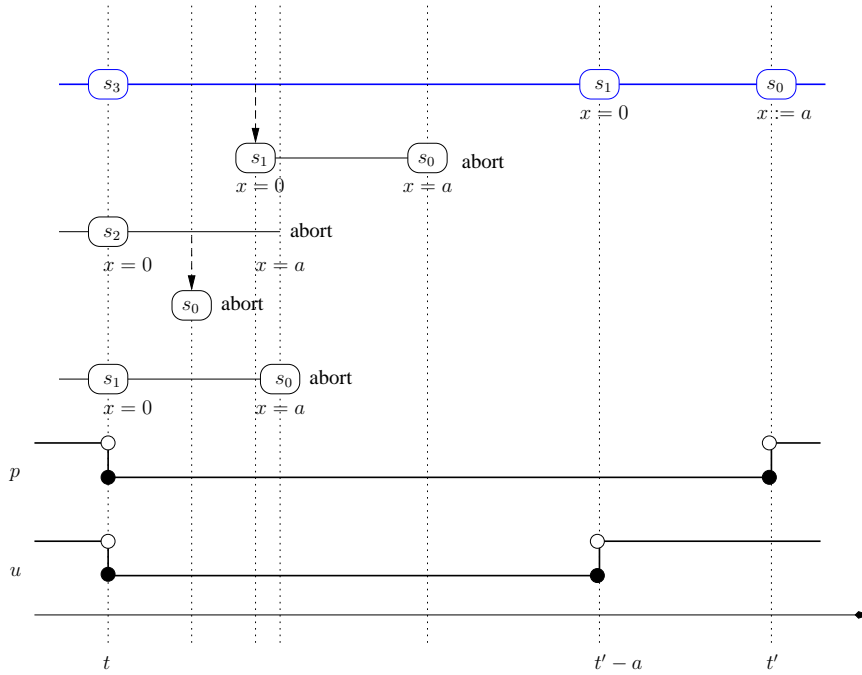 s₃ s₁ s₀
x = 0 x := a
s₁ s₀ abort
x = 0 x = a
s₂ abort
x = 0 x = a
s₀ abort
s₁ s₀ abort
x = 0 x = a
p
u
t t′ − a t′